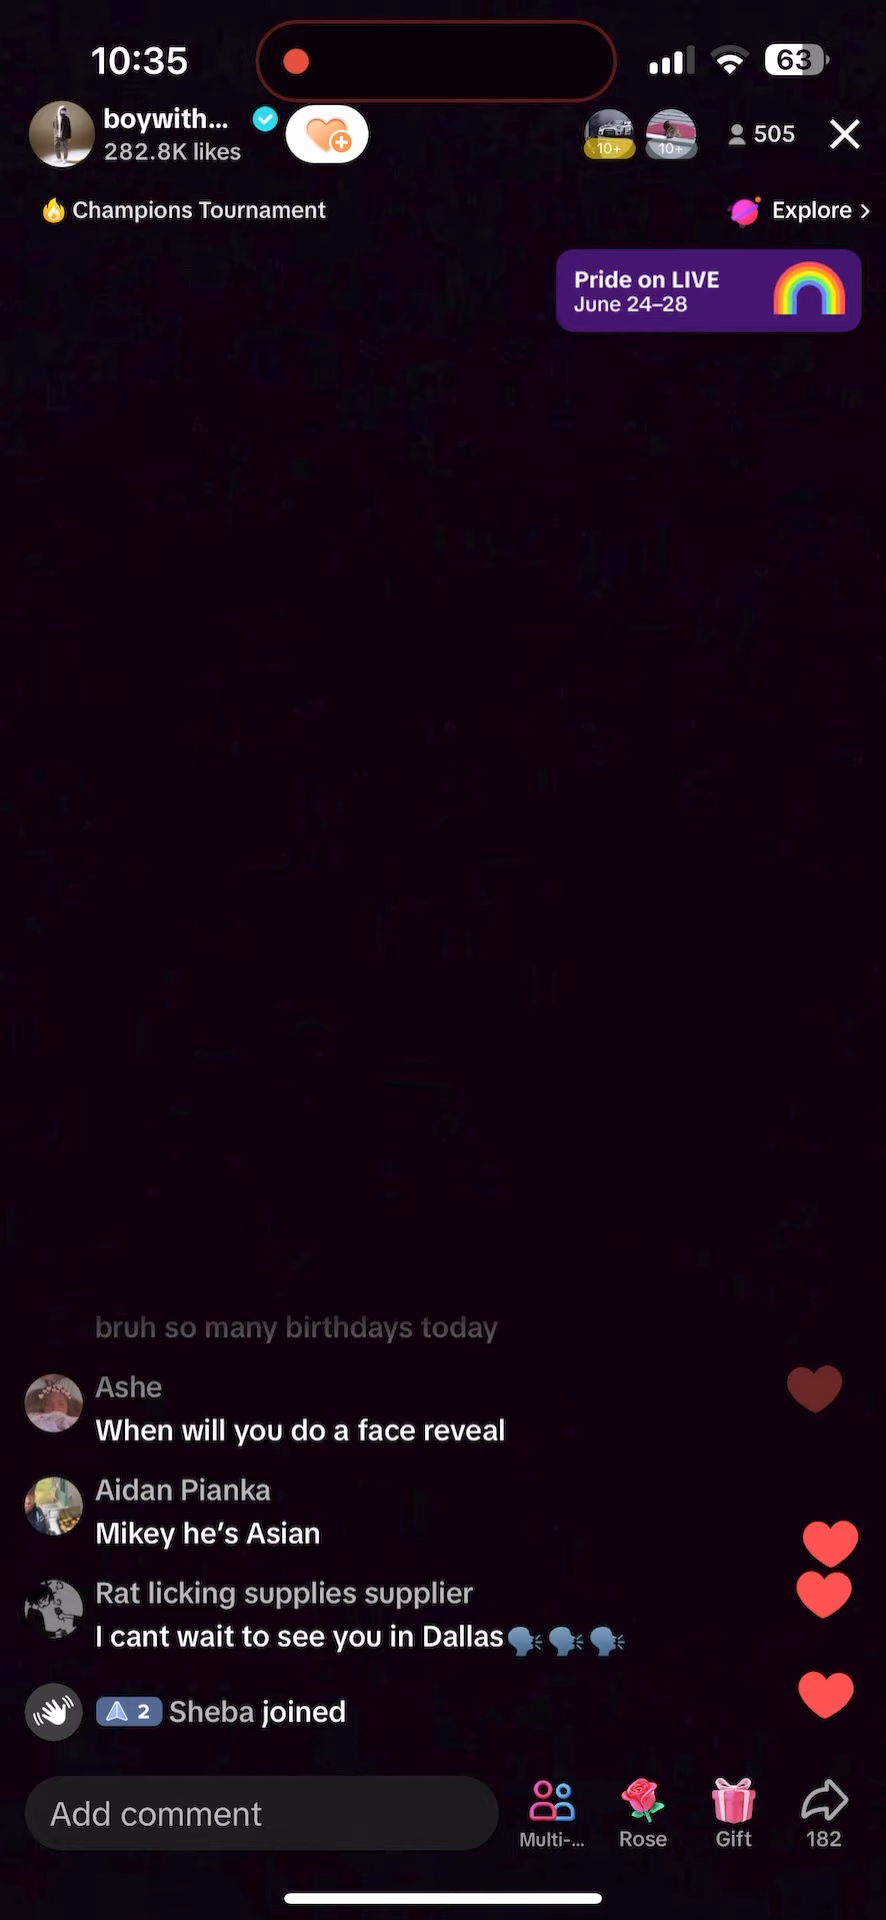 10:35
63
boywith...
282.8K likes
10+
10+
505
Champions Tournament
Explore >
Pride on LIVE
June 24–28
bruh so many birthdays today
Ashe
When will you do a face reveal
Aidan Pianka
Mikey he's Asian
Rat licking supplies supplier
I cant wait to see you in Dallas🗣️🗣️🗣️
2 Sheba joined
Add comment
Multi-...
Rose
Gift
182